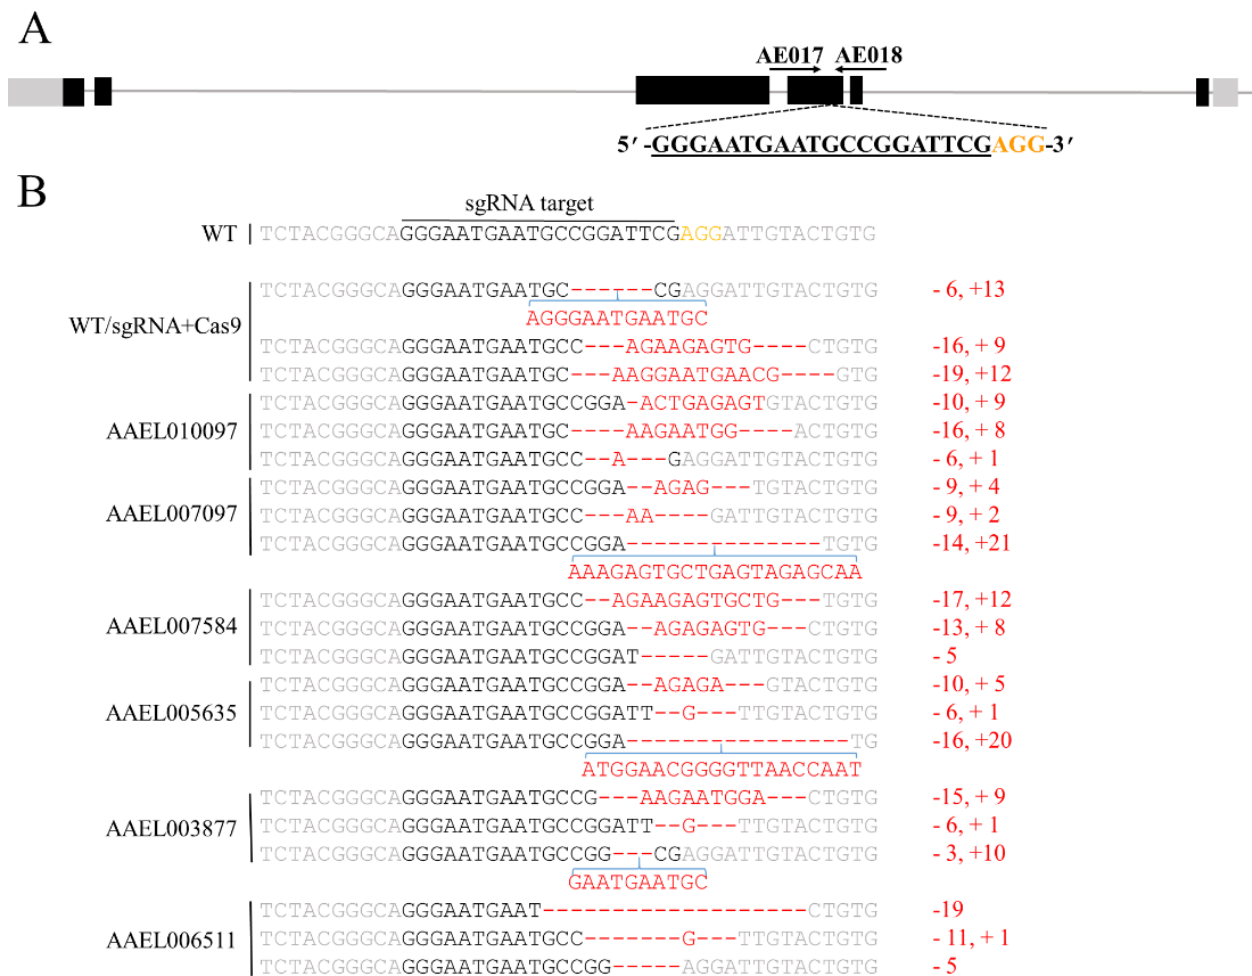 A
AE017 AE018
5′ -GGGAATGAATGCCGGATTCGAGG-3′
B
sgRNA target
WT TCTACGGGCAGGGAATGAATGCCGGATTCGAGGATTGTACTGTG
TCTACGGGCAGGGAATGAATGC------CGAGGATTGTACTGTG - 6, +13
WT/sgRNA+Cas9
AGGGAATGAATGC
TCTACGGGCAGGGAATGAATGCC---AGAAGAGTG----CTGTG -16, + 9
TCTACGGGCAGGGAATGAATGC---AAGGAATGAACG----GTG -19, +12
TCTACGGGCAGGGAATGAATGCCGGA-ACTGAGAGTGTACTGTG -10, + 9
AAEL010097 TCTACGGGCAGGGAATGAATGC----AAGAATGG----ACTGTG -16, + 8
TCTACGGGCAGGGAATGAATGCC--A---GAGGATTGTACTGTG - 6, + 1
TCTACGGGCAGGGAATGAATGCCGGA--AGAG---TGTACTGTG - 9, + 4
AAEL007097 TCTACGGGCAGGGAATGAATGCC---AA----GATTGTACTGTG - 9, + 2
TCTACGGGCAGGGAATGAATGCCGGA--------------TGTG -14, +21
AAAGAGTGCTGAGTAGAGCAA
TCTACGGGCAGGGAATGAATGCC--AGAAGAGTGCTG---TGTG -17, +12
AAEL007584 TCTACGGGCAGGGAATGAATGCCGGA--AGAGAGTG---CTGTG -13, + 8
TCTACGGGCAGGGAATGAATGCCGGAT-----GATTGTACTGTG - 5
TCTACGGGCAGGGAATGAATGCCGGA--AGAGA---GTACTGTG -10, + 5
AAEL005635 TCTACGGGCAGGGAATGAATGCCGGATT--G---TTGTACTGTG - 6, + 1
TCTACGGGCAGGGAATGAATGCCGGA----------------TG -16, +20
ATGGAACGGGGTTAACCAAT
TCTACGGGCAGGGAATGAATGCCG---AAGAATGGA---CTGTG -15, + 9
AAEL003877 TCTACGGGCAGGGAATGAATGCCGGATT--G---TTGTACTGTG - 6, + 1
TCTACGGGCAGGGAATGAATGCCGG---CGAGGATTGTACTGTG - 3, +10
GAATGAATGC
TCTACGGGCAGGGAATGAAT-------------------CTGTG -19
AAEL006511 TCTACGGGCAGGGAATGAATGCC-------G---TTGTACTGTG - 11, + 1
TCTACGGGCAGGGAATGAATGCCGG-----AGGATTGTACTGTG - 5